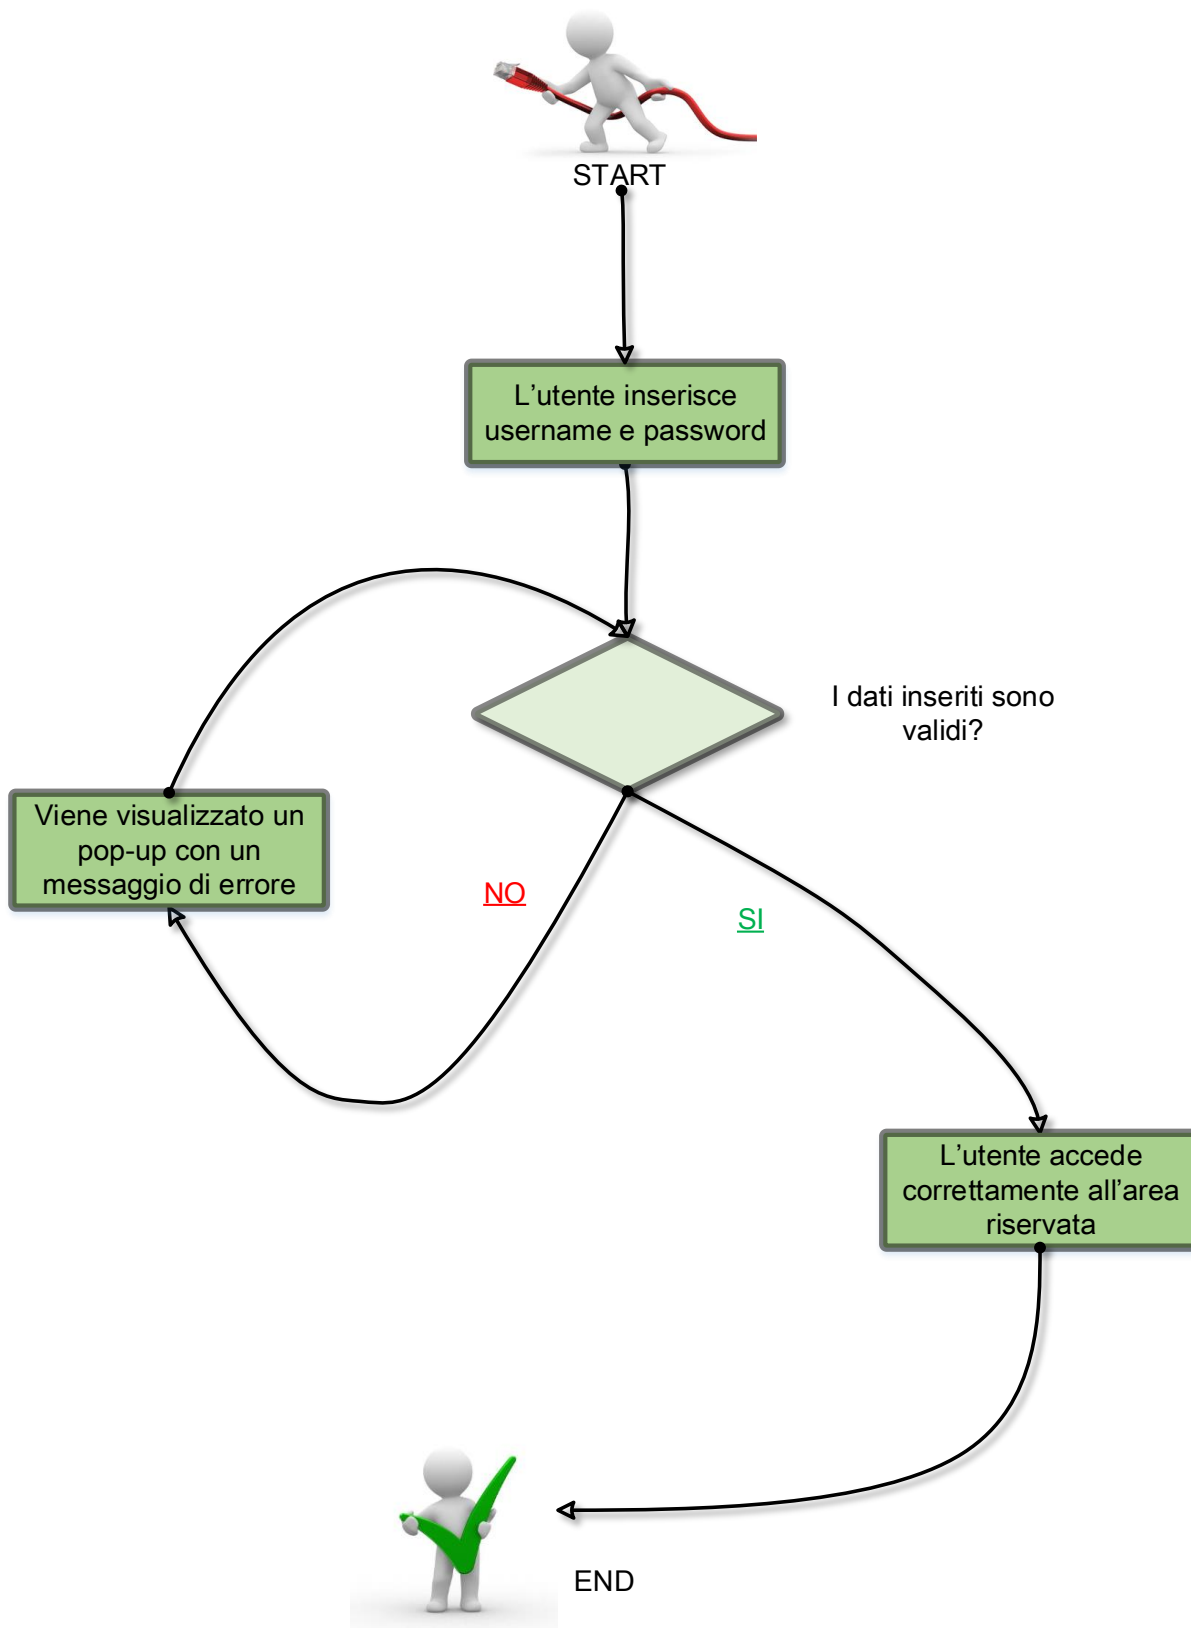 START
L'utente inserisce
username e password
I dati inseriti sono
validi?
Viene visualizzato un
pop-up con un
messaggio di errore
NO
SI
L'utente accede
correttamente all'area
riservata
END